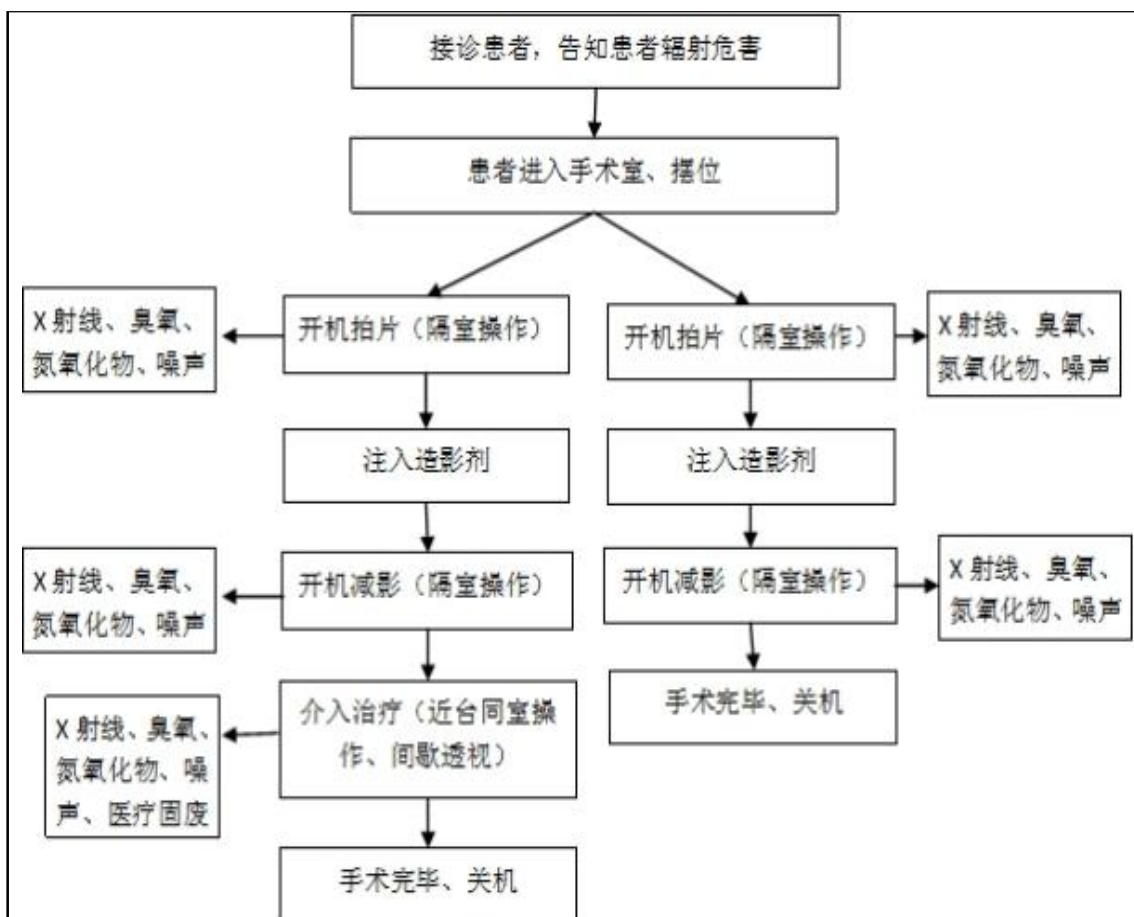 接诊患者，告知患者辐射危害
患者进入手术室、摆位
X 射线、臭氧、
氮氧化物、噪声
开机拍片（隔室操作）
开机拍片（隔室操作）
X 射线、臭氧、
氮氧化物、噪声
注入造影剂
注入造影剂
X 射线、臭氧、
氮氧化物、噪声
开机减影（隔室操作）
开机减影（隔室操作）
X 射线、臭氧、
氮氧化物、噪声
X 射线、臭氧、
氮氧化物、噪
声、医疗固废
介入治疗（近台同室操
作、间歇透视）
手术完毕、关机
手术完毕、关机